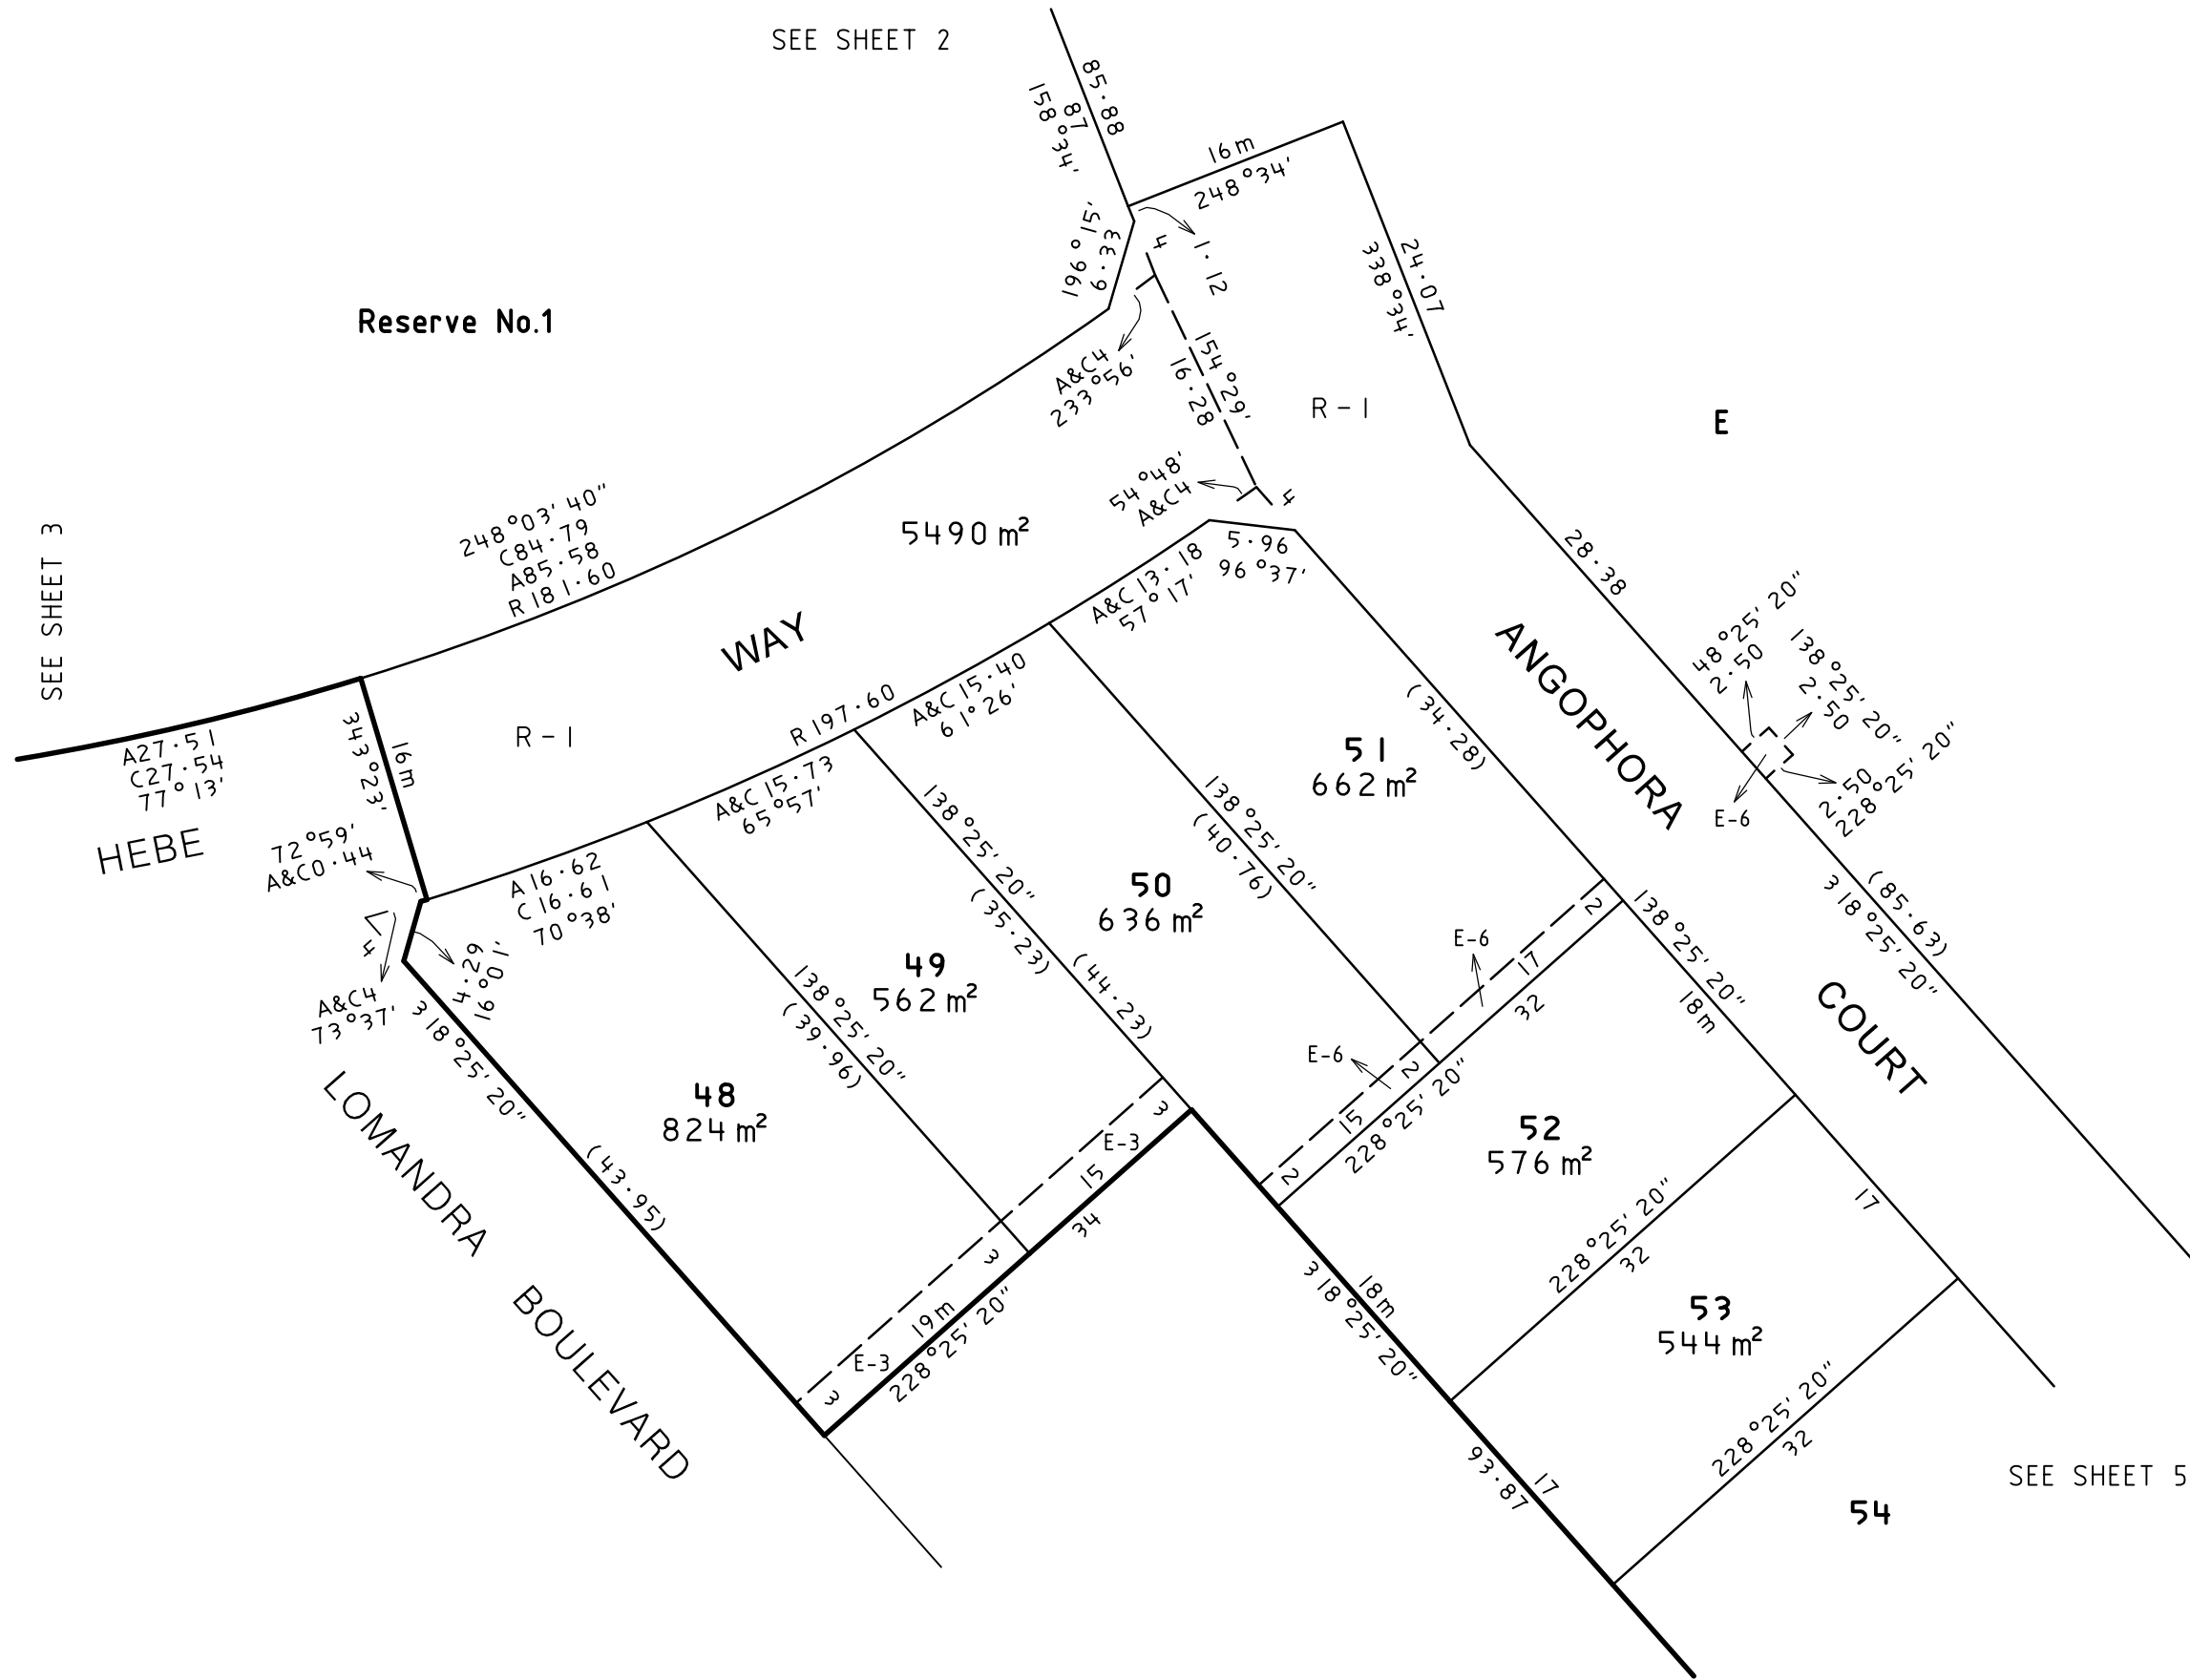 SEE SHEET 2
85·88
87
158°34'
16m
248°34'
196°15'
6·33
1·12
4
24·07
338°34'
Reserve No.1
A&C4
233°56'
154°29'
16·28
R-1
E
54°48'
A&C4
4
SEE SHEET 3
248°03'40"
C84·79
A85·58
R181·60
5490m²
5·96
96°37'
28·38
A&C 13·18
57°17'
WAY
ANGOPHORA
48°25'20"
2·50
138°25'20"
2·50
2·50
228°25'20"
E-6
A27·51
C27·54
77°13'
343°23'
16m
R-1
R197·60
A&C 15·40
61°26'
(34·28)
51
662m²
HEBE
72°59'
A&C0·44
A&C 15·73
65°57'
138°25'20"
(35·23)
138°25'20"
(40·76)
A16·62
C16·61
70°38'
50
636m²
2
E-6
17
32
138°25'20"
18m
(85·63)
318°25'20"
4
4·29
16°01'
A&C4
73°37'
318°25'20"
49
562m²
(44·23)
138°25'20"
(39·96)
COURT
E-6
2
15
228°25'20"
2
LOMANDRA
48
824m²
3
E-3
15
34
52
576m²
17
(43·95)
3
228°25'20"
32
19m
228°25'20"
E-3
3
BOULEVARD
18m
318°25'20"
53
544m²
228°25'20"
32
17
93·87
54
SEE SHEET 5